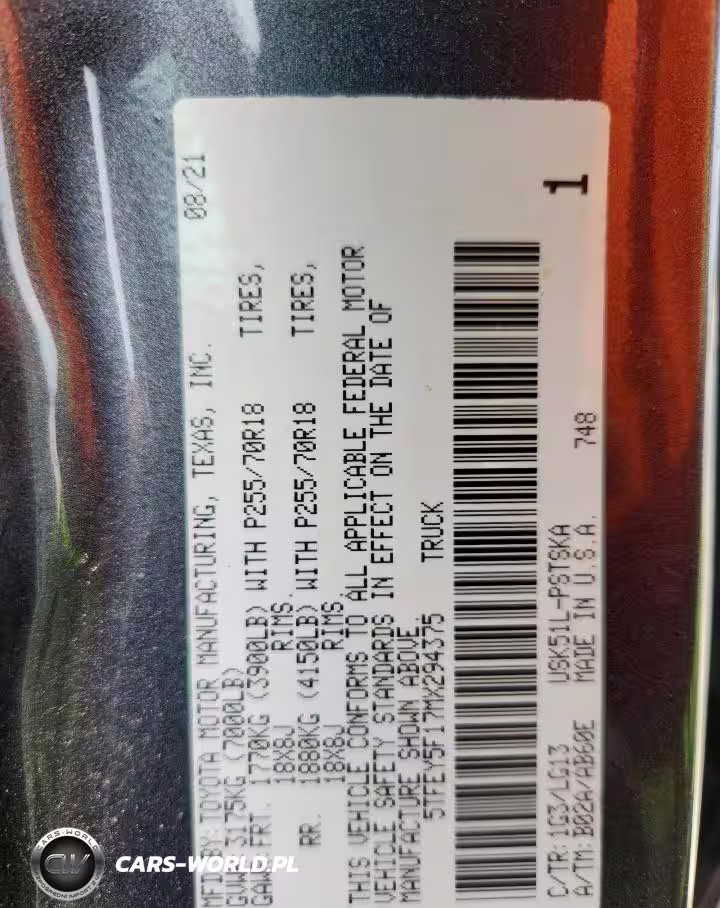 MFD BY: TOYOTA MOTOR MANUFACTURING, TEXAS, INC. 08/21
GVWR 3175KG (7000LB)
GAWR FRT. 1770KG (3900LB) WITH P255/70R18 TIRES,
18X8J RIMS.
RR. 1880KG (4150LB) WITH P255/70R18 TIRES,
18X8J RIMS.
THIS VEHICLE CONFORMS TO ALL APPLICABLE FEDERAL MOTOR
VEHICLE SAFETY STANDARDS IN EFFECT ON THE DATE OF
MANUFACTURE SHOWN ABOVE.
5TFEY5F17MX294375 TRUCK
1
C/TR: 1G3/LG13 USK51L-PSTSKA 748
A/TM: B02A/AB60E MADE IN U.S.A.
CARS-WORLD
CW
CARS-WORLD.PL